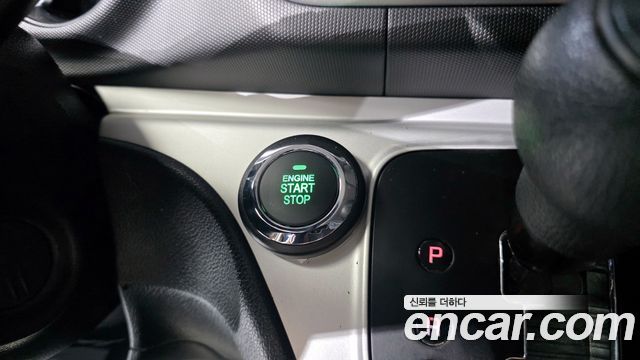 ENGINE
START
STOP
P
R
신뢰를 더하다
encar.com